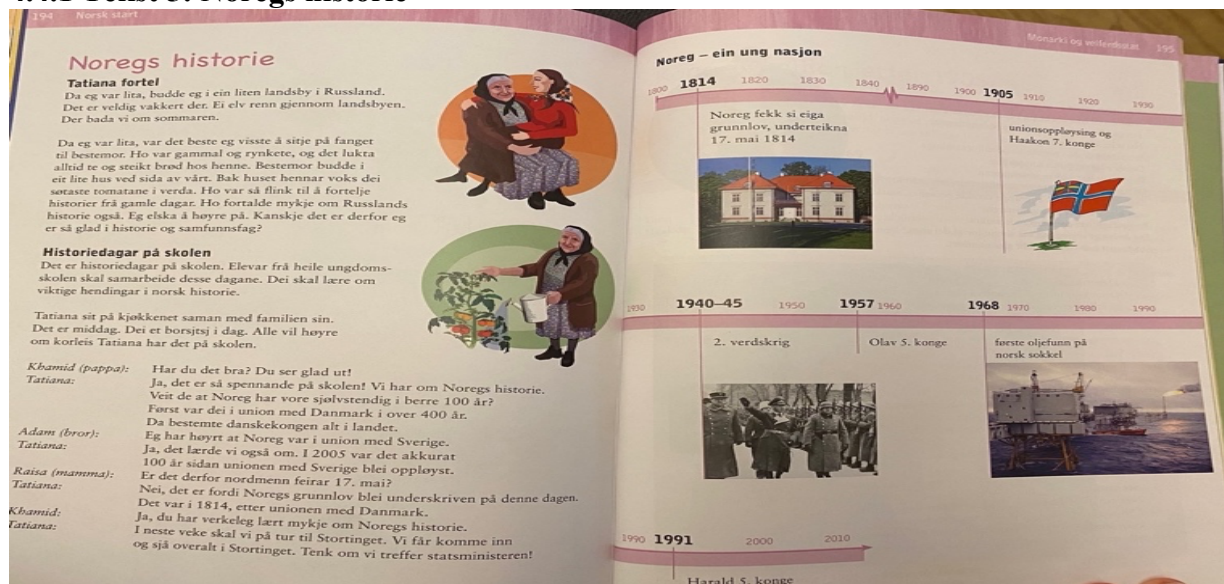 4.4.1 Tekst 3: Noregs historie
194 Norsk start
Noregs historie
Tatiana fortel
Da eg var lita, budde eg i ein liten landsby i Russland.
Det er veldig vakkert der. Ei elv renn gjennom landsbyen.
Der bada vi om sommaren.
Da eg var lita, var det beste eg visste å sitje på fanget
til bestemor. Ho var gammal og rynkete, og det lukta
alltid te og steikt brød hos henne. Bestemor budde i
eit lite hus ved sida av vårt. Bak huset hennar voks dei
søtaste tomatane i verda. Ho var så flink til å fortelje
historier frå gamle dagar. Ho fortalde mykje om Russlands
historie også. Eg elska å høyre på. Kanskje det er derfor eg
er så glad i historie og samfunnsfag?
Historiedagar på skolen
Det er historiedagar på skolen. Elevar frå heile ungdoms-
skolen skal samarbeide desse dagane. Dei skal lære om
viktige hendingar i norsk historie.
Tatiana sit på kjøkkenet saman med familien sin.
Det er middag. Dei et borsjtsj i dag. Alle vil høyre
om korleis Tatiana har det på skolen.
Khamid (pappa): Har du det bra? Du ser glad ut!
Tatiana: Ja, det er så spennande på skolen! Vi har om Noregs historie.
Veit de at Noreg har vore sjølvstendig i berre 100 år?
Først var dei i union med Danmark i over 400 år.
Da bestemte danskekongen alt i landet.
Adam (bror): Eg har høyrt at Noreg var i union med Sverige.
Tatiana: Ja, det lærde vi også om. I 2005 var det akkurat
100 år sidan unionen med Sverige blei oppløyst.
Raisa (mamma): Er det derfor nordmenn feirar 17. mai?
Tatiana: Nei, det er fordi Noregs grunnlov blei underskriven på denne dagen.
Det var i 1814, etter unionen med Danmark.
Khamid: Ja, du har verkeleg lært mykje om Noregs historie.
Tatiana: I neste veke skal vi på tur til Stortinget. Vi får kome inn
og sjå overalt i Stortinget. Tenk om vi treffer statsministeren!
Monarki og velferdsstat 195
Noreg – ein ung nasjon
1800 1814 1820 1830 1840 1890 1900 1905 1910 1920 1930
Noreg fekk si eiga
grunnlov, underteikna
17. mai 1814
unionsoppløysing og
Haakon 7. konge
1930 1940–45 1950 1957 1960 1968 1970 1980 1990
2. verdskrig
Olav 5. konge
første oljefunn på
norsk sokkel
1990 1991 2000 2010
Harald 5. konge